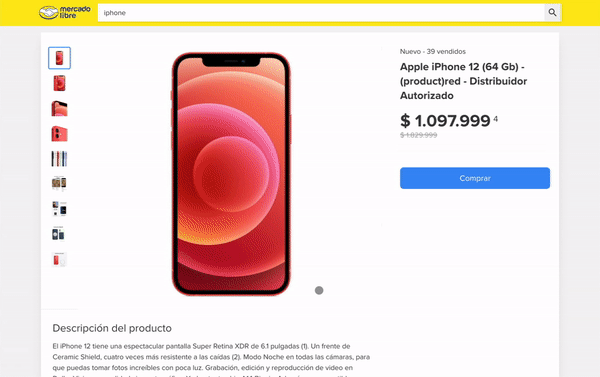 mercado
libre
iphone
Nuevo - 39 vendidos
Apple iPhone 12 (64 Gb) -
(product)red - Distribuidor
Autorizado
$ 1.097.999 4
$ 1.829.999
Comprar
Descripción del producto
El iPhone 12 tiene una espectacular pantalla Super Retina XDR de 6.1 pulgadas (1). Un frente de
Ceramic Shield, cuatro veces más resistente a las caídas (2). Modo Noche en todas las cámaras, para
que puedas tomar fotos increíbles con poca luz. Grabación, edición y reproducción de video en